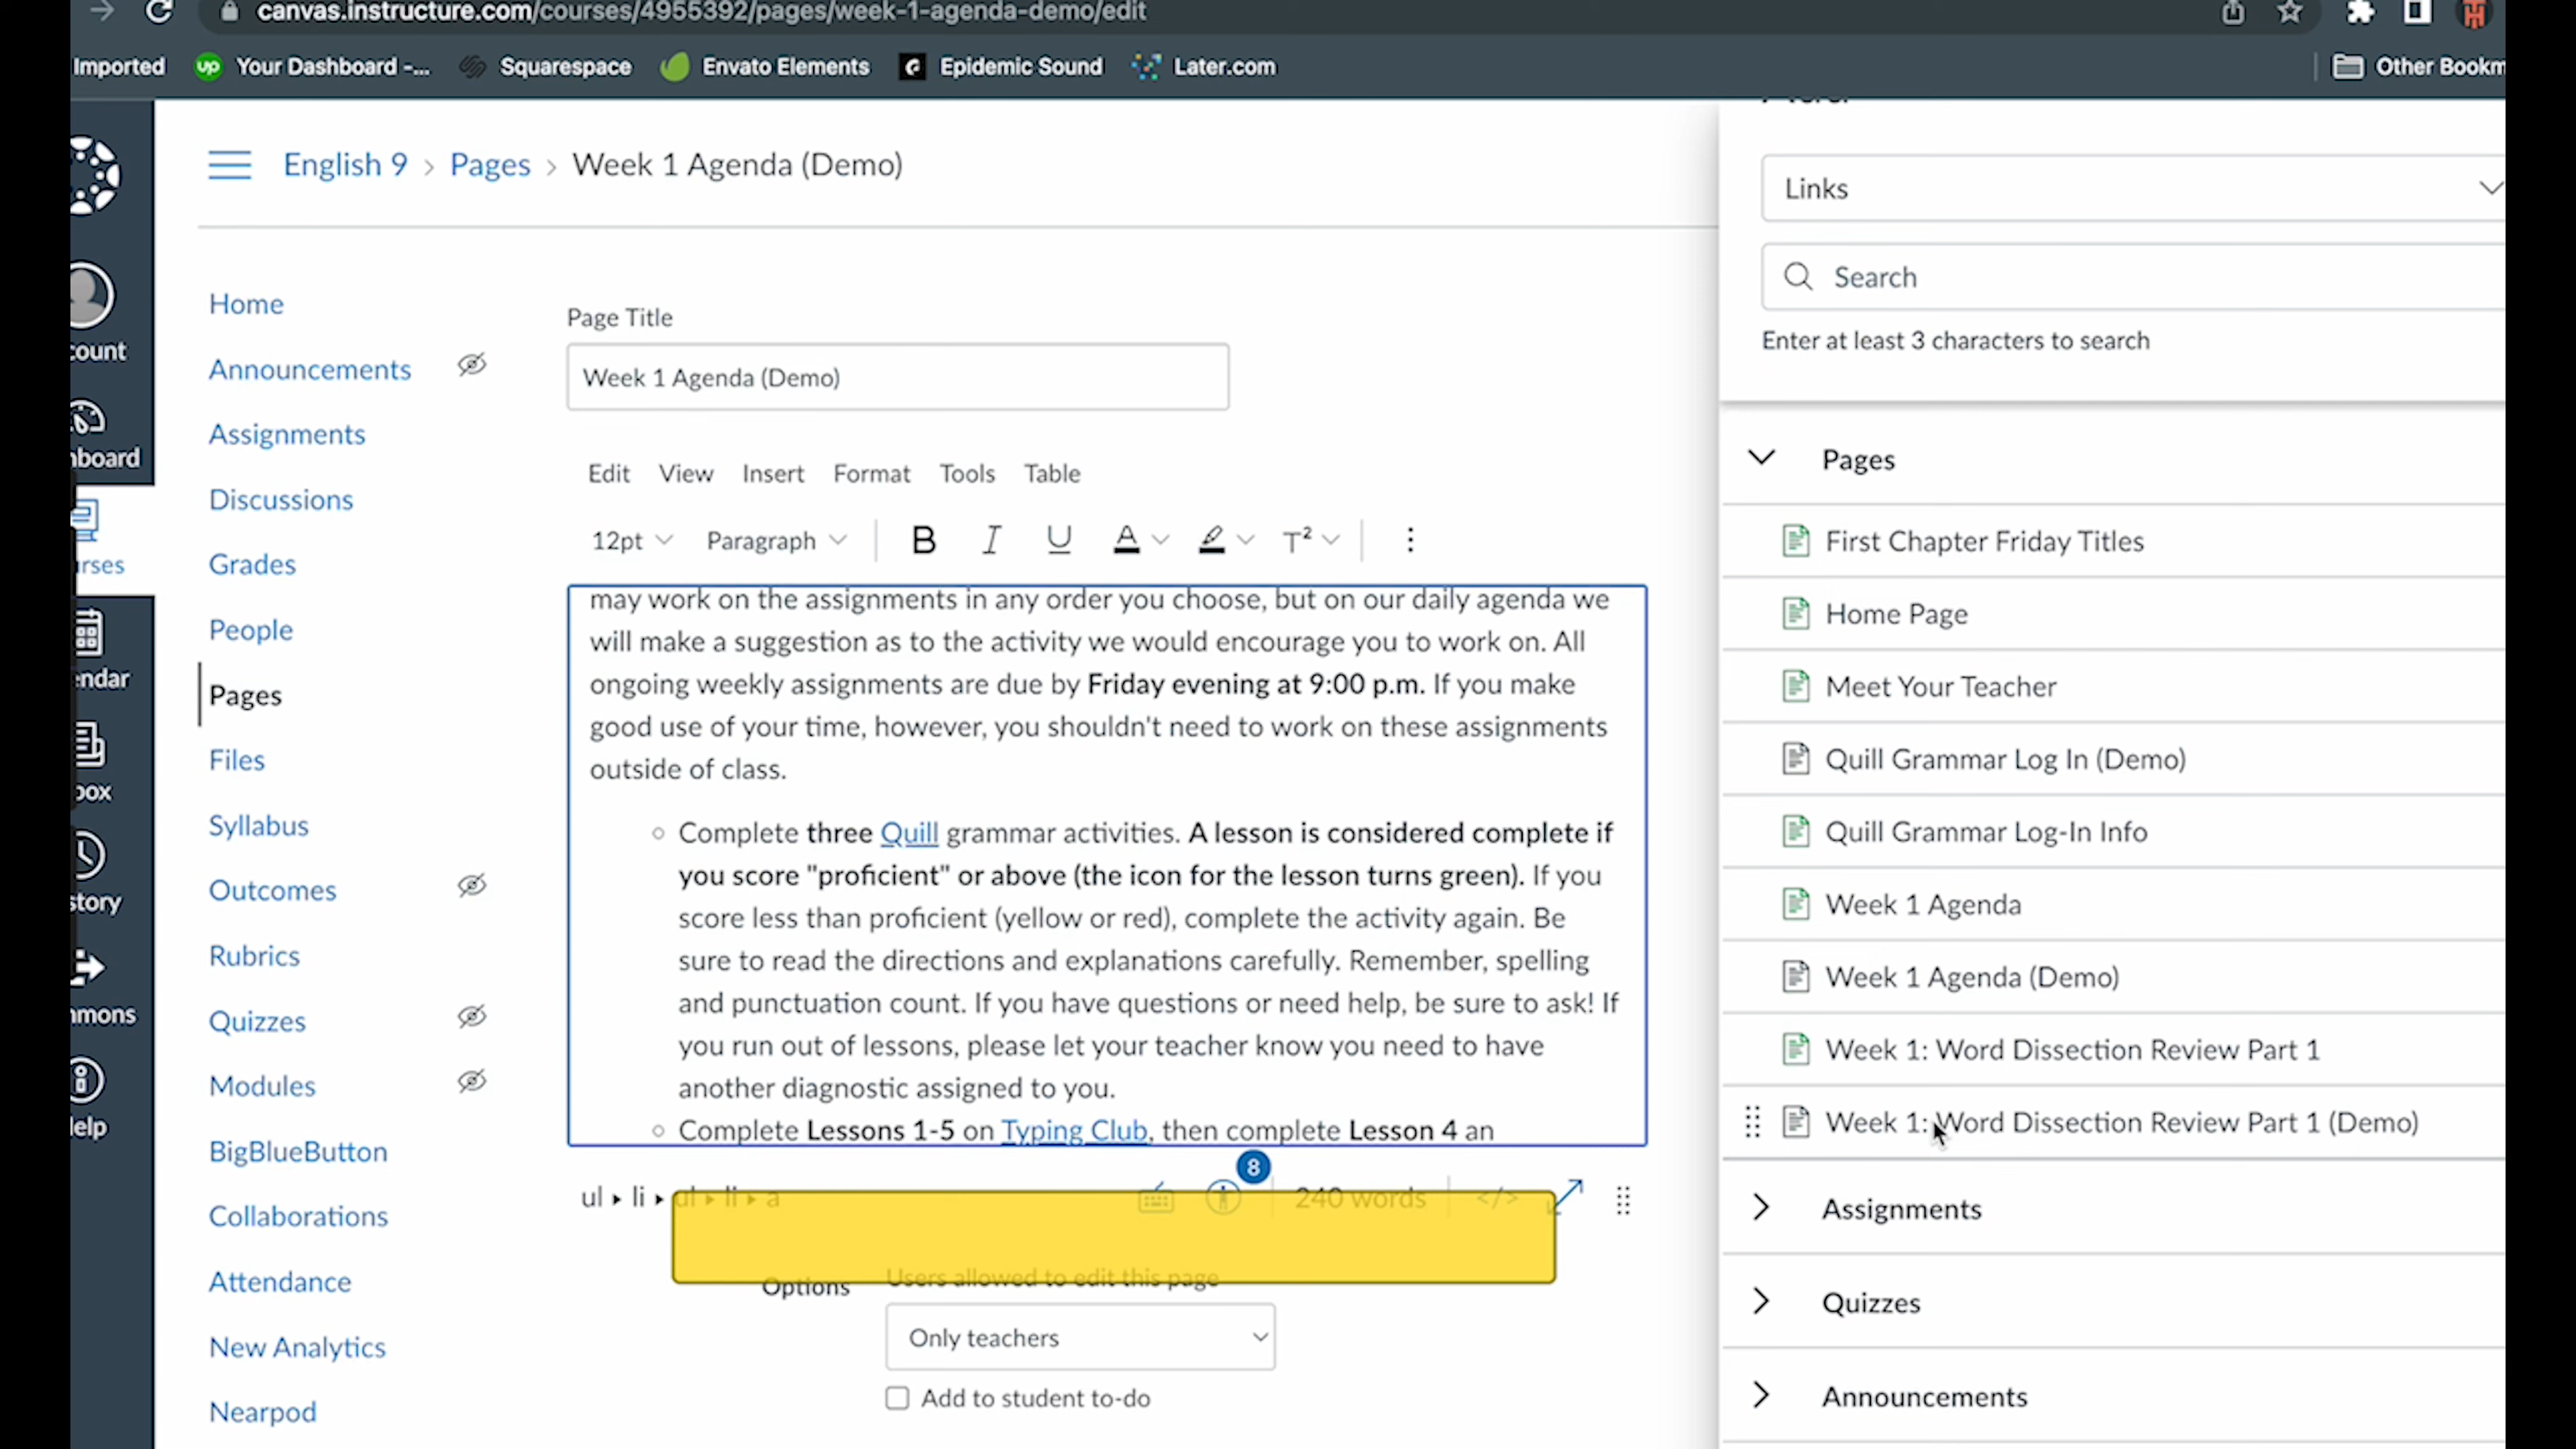 canvas.instructure.com/courses/4955392/pages/week-1-agenda-demo/edit
Imported
up
Your Dashboard -...
Squarespace
Envato Elements
Epidemic Sound
Later.com
Other Bookm
count
hboard
rses
endar
box
story
mmons
Help
English 9 > Pages > Week 1 Agenda (Demo)
Home
Announcements
Assignments
Discussions
Grades
People
Pages
Files
Syllabus
Outcomes
Rubrics
Quizzes
Modules
BigBlueButton
Collaborations
Attendance
New Analytics
Nearpod
Page Title
Week 1 Agenda (Demo)
Edit View Insert Format Tools Table
12pt Paragraph B I U A T²
may work on the assignments in any order you choose, but on our daily agenda we
will make a suggestion as to the activity we would encourage you to work on. All
ongoing weekly assignments are due by Friday evening at 9:00 p.m. If you make
good use of your time, however, you shouldn't need to work on these assignments
outside of class.
Complete three Quill grammar activities. A lesson is considered complete if
you score "proficient" or above (the icon for the lesson turns green). If you
score less than proficient (yellow or red), complete the activity again. Be
sure to read the directions and explanations carefully. Remember, spelling
and punctuation count. If you have questions or need help, be sure to ask! If
you run out of lessons, please let your teacher know you need to have
another diagnostic assigned to you.
Complete Lessons 1-5 on Typing Club, then complete Lesson 4 an
8
ul ▸ li ▸ ul ▸ li ▸ a
240 words
</>
Options
Users allowed to edit this page
Only teachers
Add to student to-do
Links
Search
Enter at least 3 characters to search
Pages
First Chapter Friday Titles
Home Page
Meet Your Teacher
Quill Grammar Log In (Demo)
Quill Grammar Log-In Info
Week 1 Agenda
Week 1 Agenda (Demo)
Week 1: Word Dissection Review Part 1
Week 1: Word Dissection Review Part 1 (Demo)
Assignments
Quizzes
Announcements